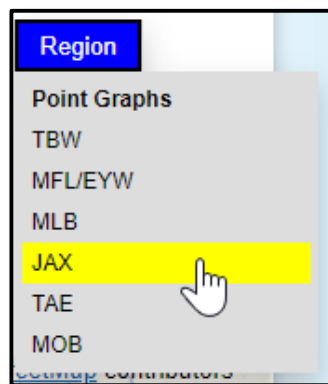 Region
Point Graphs
TBW
MFL/EYW
MLB
JAX
TAE
MOB
contributors